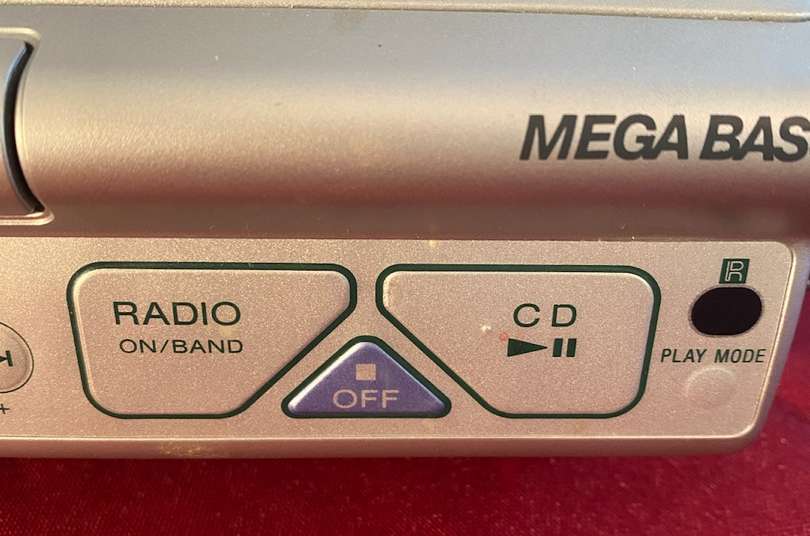 MEGA BAS
RADIO
ON/BAND
CD
OFF
R
PLAY MODE
+